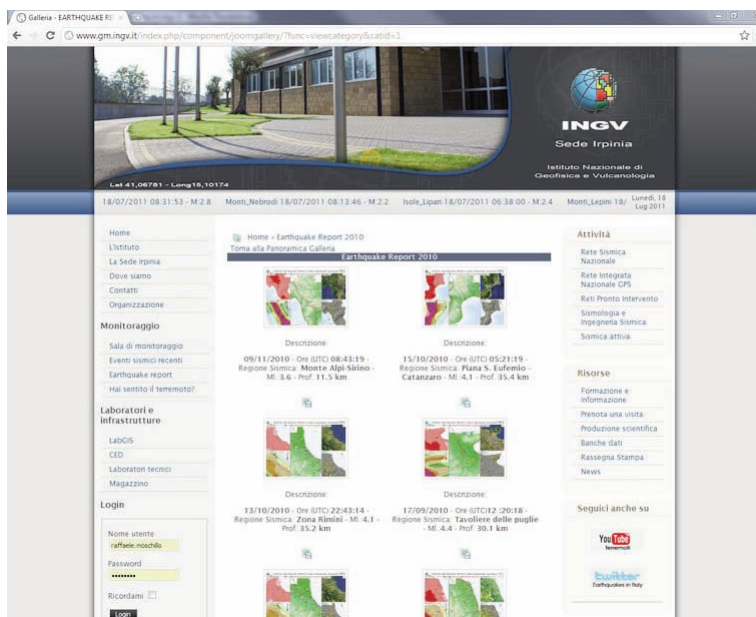 Galleria - EARTHQUAKE RE
www.gm.ingv.it/index.php/component/joomgallery/?func=viewcategory&catid=1
INGV
Sede Irpinia
Istituto Nazionale di
Geofisica e Vulcanologia
Lat 41,06781 - Long15,10174
18/07/2011 08:31:53 - M:2.8 Monti_Nebrodi 18/07/2011 08:13:46 - M:2.2 Isole_Lipari 18/07/2011 06:38:00 - M:2.4 Monti_Lepini 18/
Lunedì, 18
Lug 2011
Home
L'istituto
La Sede Irpinia
Dove siamo
Contatti
Organizzazione
Monitoraggio
Sala di monitoraggio
Eventi sismici recenti
Earthquake report
Hai sentito il terremoto?
Laboratori e
infrastrutture
LabGIS
CED
Laboratori tecnici
Magazzino
Login
Nome utente
raffaele.moschillo
Password
Ricordami
Login
Home » Earthquake Report 2010
Torna alla Panoramica Galleria
Earthquake Report 2010
Descrizione:
09/11/2010 - Ore (UTC) 08:43:19 -
Regione Sismica: Monte Alpi-Sirino -
Ml :3.6 - Prof. 11.5 km
Descrizione:
15/10/2010 - Ore (UTC) 05:21:19 -
Regione Sismica: Piana S. Eufemio -
Catanzaro - Ml :4.1 - Prof. 35.4 km
Descrizione:
13/10/2010 - Ore (UTC) 22:43:14 -
Regione Sismica: Zona Rimini - Ml :4.1 -
Prof. 35.2 km
Descrizione:
17/09/2010 - Ore (UTC)12 :20:18 -
Regione Sismica: Tavoliere delle puglie
- Ml :4.4 - Prof. 30.1 km
Attività
Rete Sismica
Nazionale
Rete Integrata
Nazionale GPS
Reti Pronto Intervento
Sismologia e
Ingegneria Sismica
Sismica attiva
Risorse
Formazione e
informazione
Prenota una visita
Produzione scientifica
Banche dati
Rassegna Stampa
News
Seguici anche su
YouTube
terremoti
twitter
Earthquakes in Italy